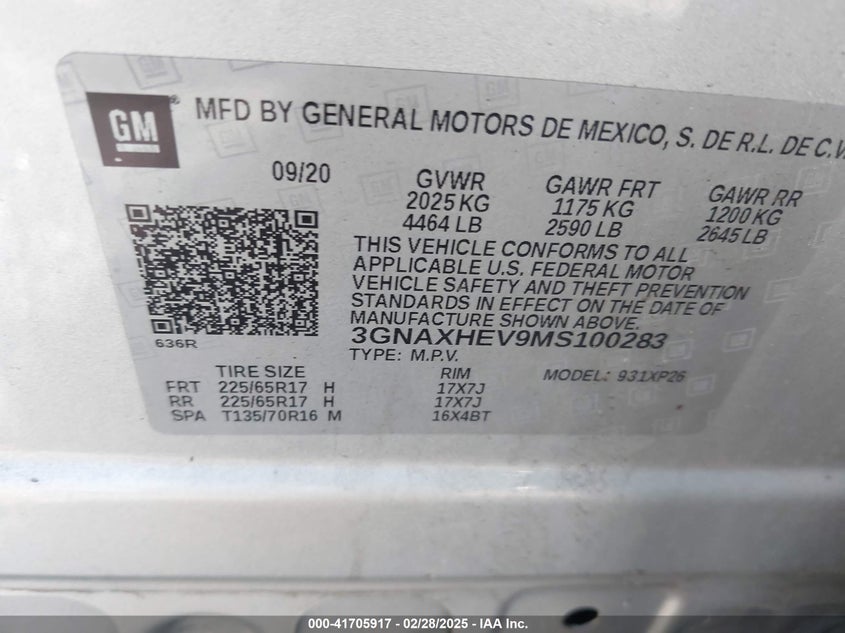 GM
MFD BY GENERAL MOTORS DE MEXICO, S. DE R.L. DE C.V
09/20
GVWR
2025 KG
4464 LB
GAWR FRT
1175 KG
2590 LB
GAWR RR
1200 KG
2645 LB
THIS VEHICLE CONFORMS TO ALL
APPLICABLE U.S. FEDERAL MOTOR
VEHICLE SAFETY AND THEFT PREVENTION
STANDARDS IN EFFECT ON THE DATE OF
MANUFACTURE SHOWN ABOVE.
636R
3GNAXHEV9MS100283
TYPE: M.P.V.
TIRE SIZE RIM MODEL: 931XP26
FRT 225/65R17 H 17X7J
RR 225/65R17 H 17X7J
SPA T135/70R16 M 16X4BT
000-41705917 - 02/28/2025 - IAA Inc.